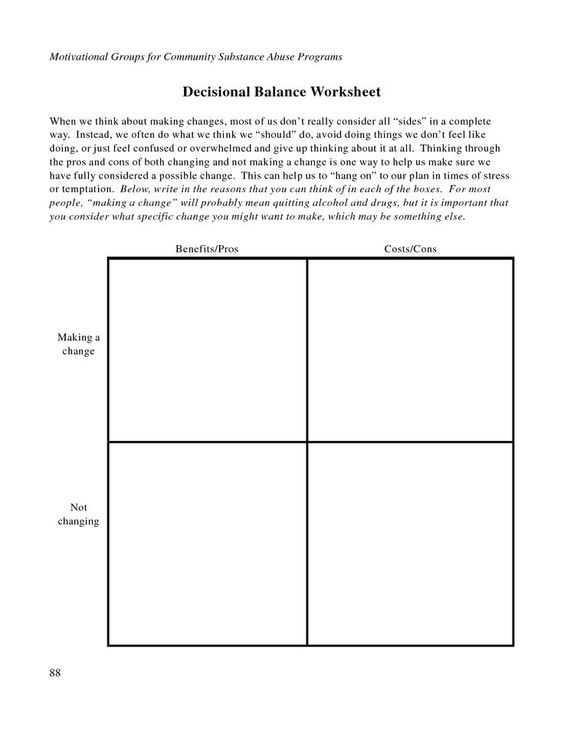 Motivational Groups for Community Substance Abuse Programs
Decisional Balance Worksheet
When we think about making changes, most of us don’t really consider all “sides” in a complete
way.  Instead, we often do what we think we “should” do, avoid doing things we don’t feel like
doing, or just feel confused or overwhelmed and give up thinking about it at all.  Thinking through
the pros and cons of both changing and not making a change is one way to help us make sure we
have fully considered a possible change.  This can help us to “hang on” to our plan in times of stress
or temptation.  Below, write in the reasons that you can think of in each of the boxes.  For most
people, “making a change” will probably mean quitting alcohol and drugs, but it is important that
you consider what specific change you might want to make, which may be something else.
Benefits/Pros
Costs/Cons
Making a
change
Not
changing
88